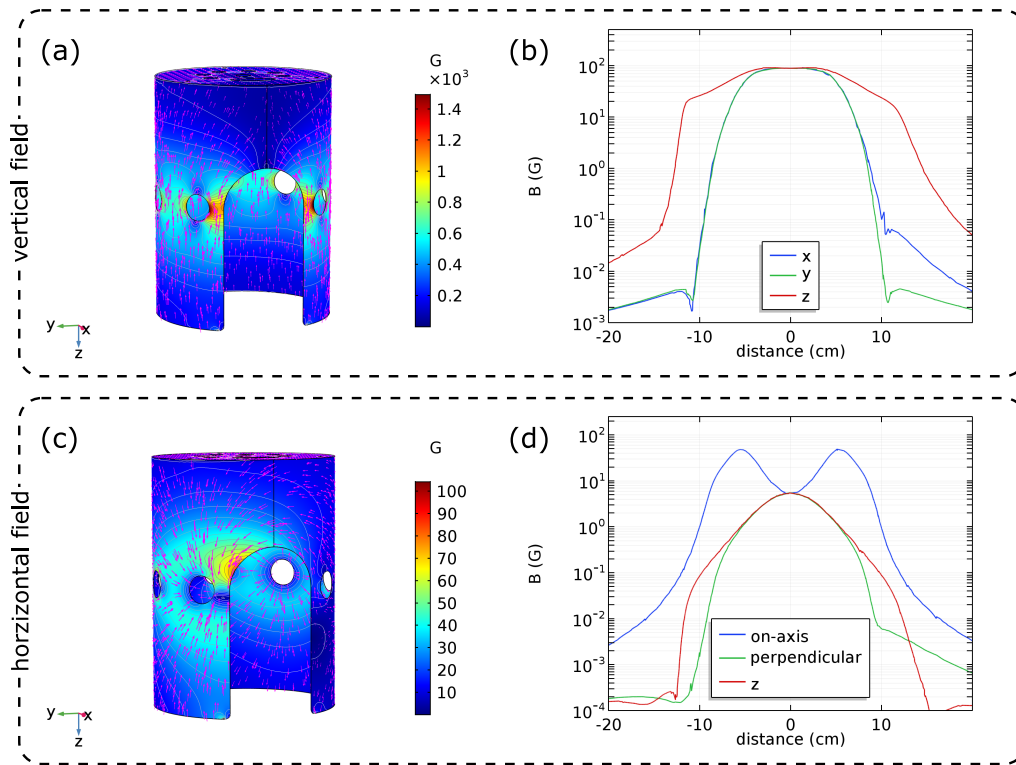 vertical field
(a)
G
×10³
1.4
1.2
1
0.8
0.6
0.4
0.2
y
x
z
(b)
B (G)
10²
10¹
10⁰
10⁻¹
10⁻²
10⁻³
x
y
z
-20
-10
0
10
distance (cm)
horzizontal field
(c)
G
100
90
80
70
60
50
40
30
20
10
y
x
z
(d)
B (G)
10²
10¹
10⁰
10⁻¹
10⁻²
10⁻³
10⁻⁴
on-axis
perpendicular
z
-20
-10
0
10
distance (cm)